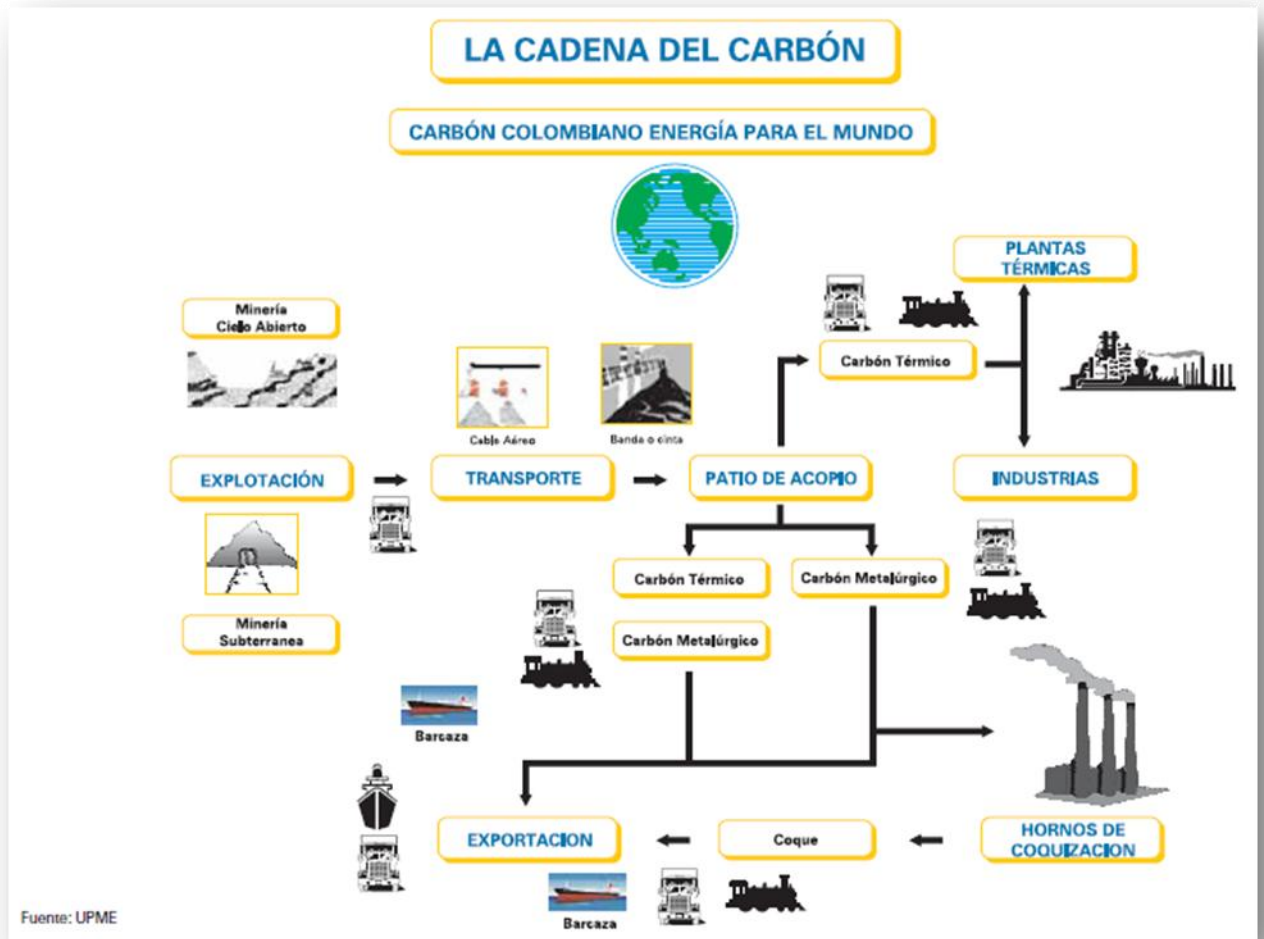 LA CADENA DEL CARBÓN
CARBÓN COLOMBIANO ENERGÍA PARA EL MUNDO
PLANTAS
TÉRMICAS
Minería
Cielo Abierto
Carbón Térmico
Cable Aéreo
Banda o cinta
EXPLOTACIÓN
TRANSPORTE
PATIO DE ACOPIO
INDUSTRIAS
Carbón Térmico
Carbón Metalúrgico
Minería
Subterranea
Carbón Metalúrgico
Barcaza
EXPORTACION
Coque
HORNOS DE
COQUIZACION
Barcaza
Fuente: UPME